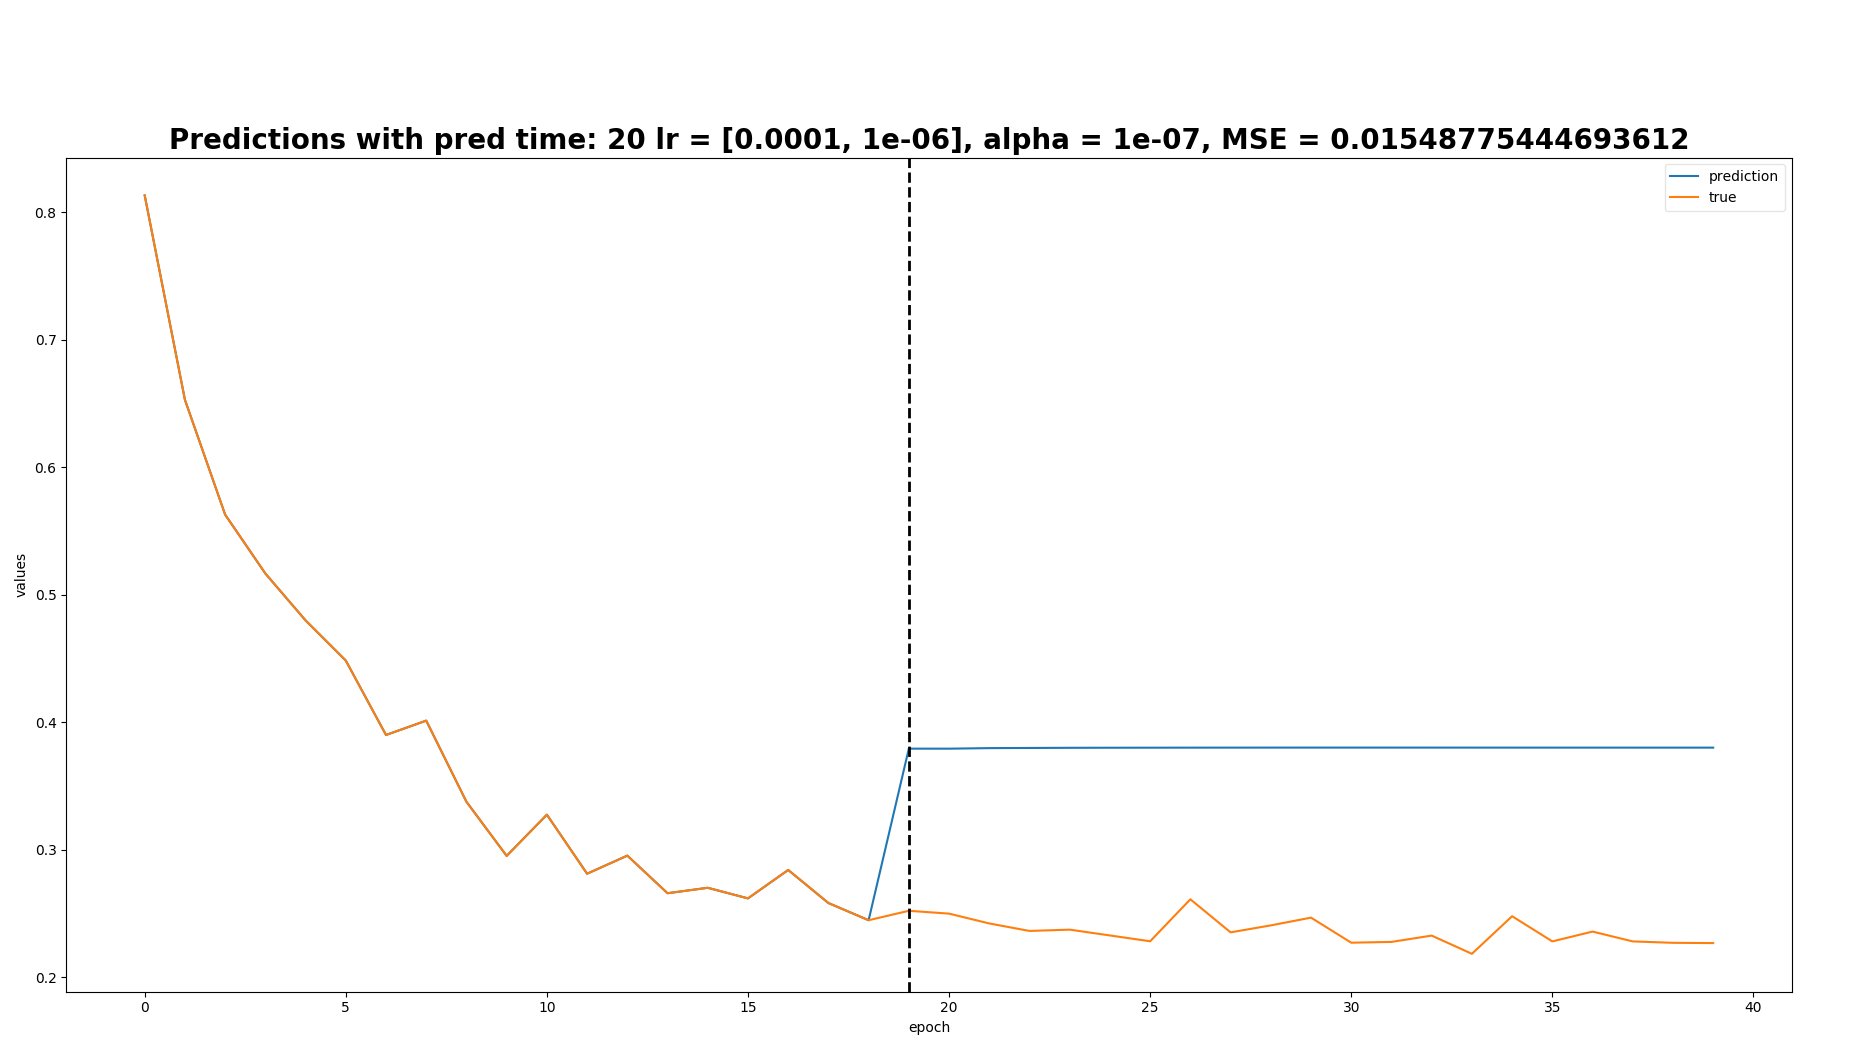 Predictions with pred time: 20 lr = [0.0001, 1e-06], alpha = 1e-07, MSE = 0.01548775444693612
prediction
true
0.8
0.7
0.6
0.5
0.4
0.3
0.2
values
0 5 10 15 20 25 30 35 40
epoch